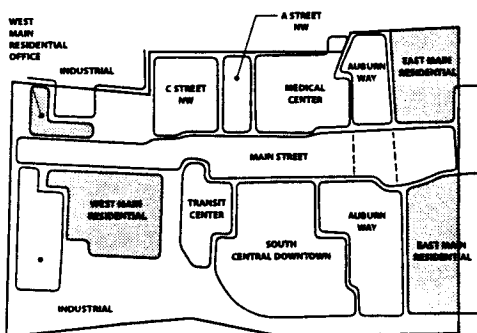 WEST
MAIN
RESIDENTIAL
OFFICE
A STREET
NW
INDUSTRIAL
C STREET
NW
MEDICAL
CENTER
AUBURN
WAY
EAST MAIN
RESIDENTIAL
MAIN STREET
WEST MAIN
RESIDENTIAL
TRANSIT
CENTER
SOUTH
CENTRAL DOWNTOWN
AUBURN
WAY
EAST MAIN
RESIDENTIAL
INDUSTRIAL